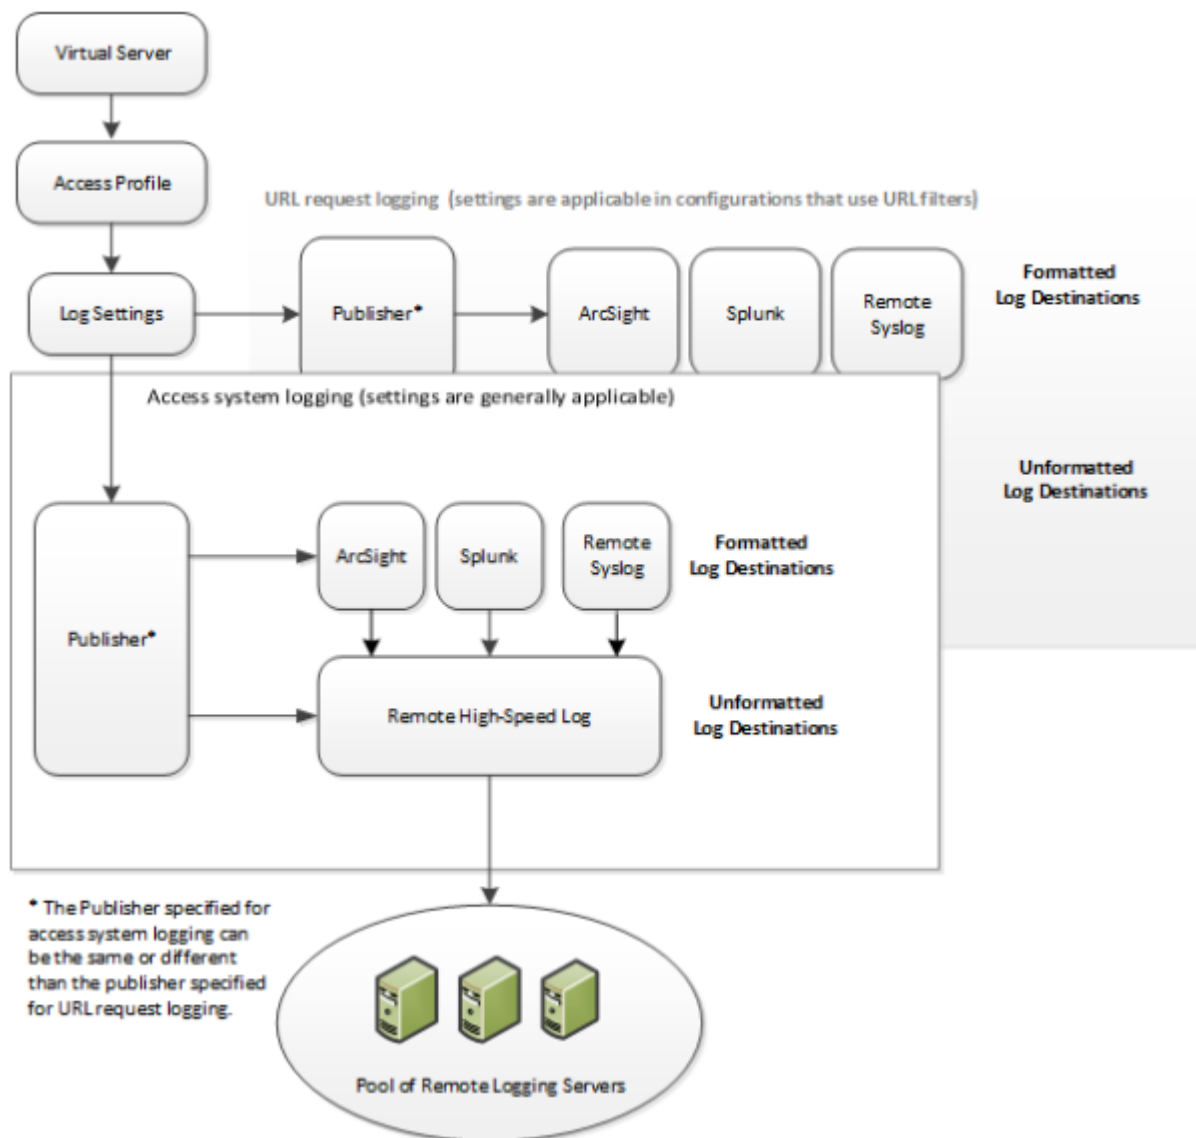 Virtual Server
Access Profile
URL request logging (settings are applicable in configurations that use URL filters)
Log Settings
Publisher*
ArcSight
Splunk
Remote
Syslog
Formatted
Log Destinations
Access system logging (settings are generally applicable)
Unformatted
Log Destinations
Publisher*
ArcSight
Splunk
Remote
Syslog
Formatted
Log Destinations
Remote High-Speed Log
Unformatted
Log Destinations
* The Publisher specified for
access system logging can
be the same or different
than the publisher specified
for URL request logging.
Pool of Remote Logging Servers